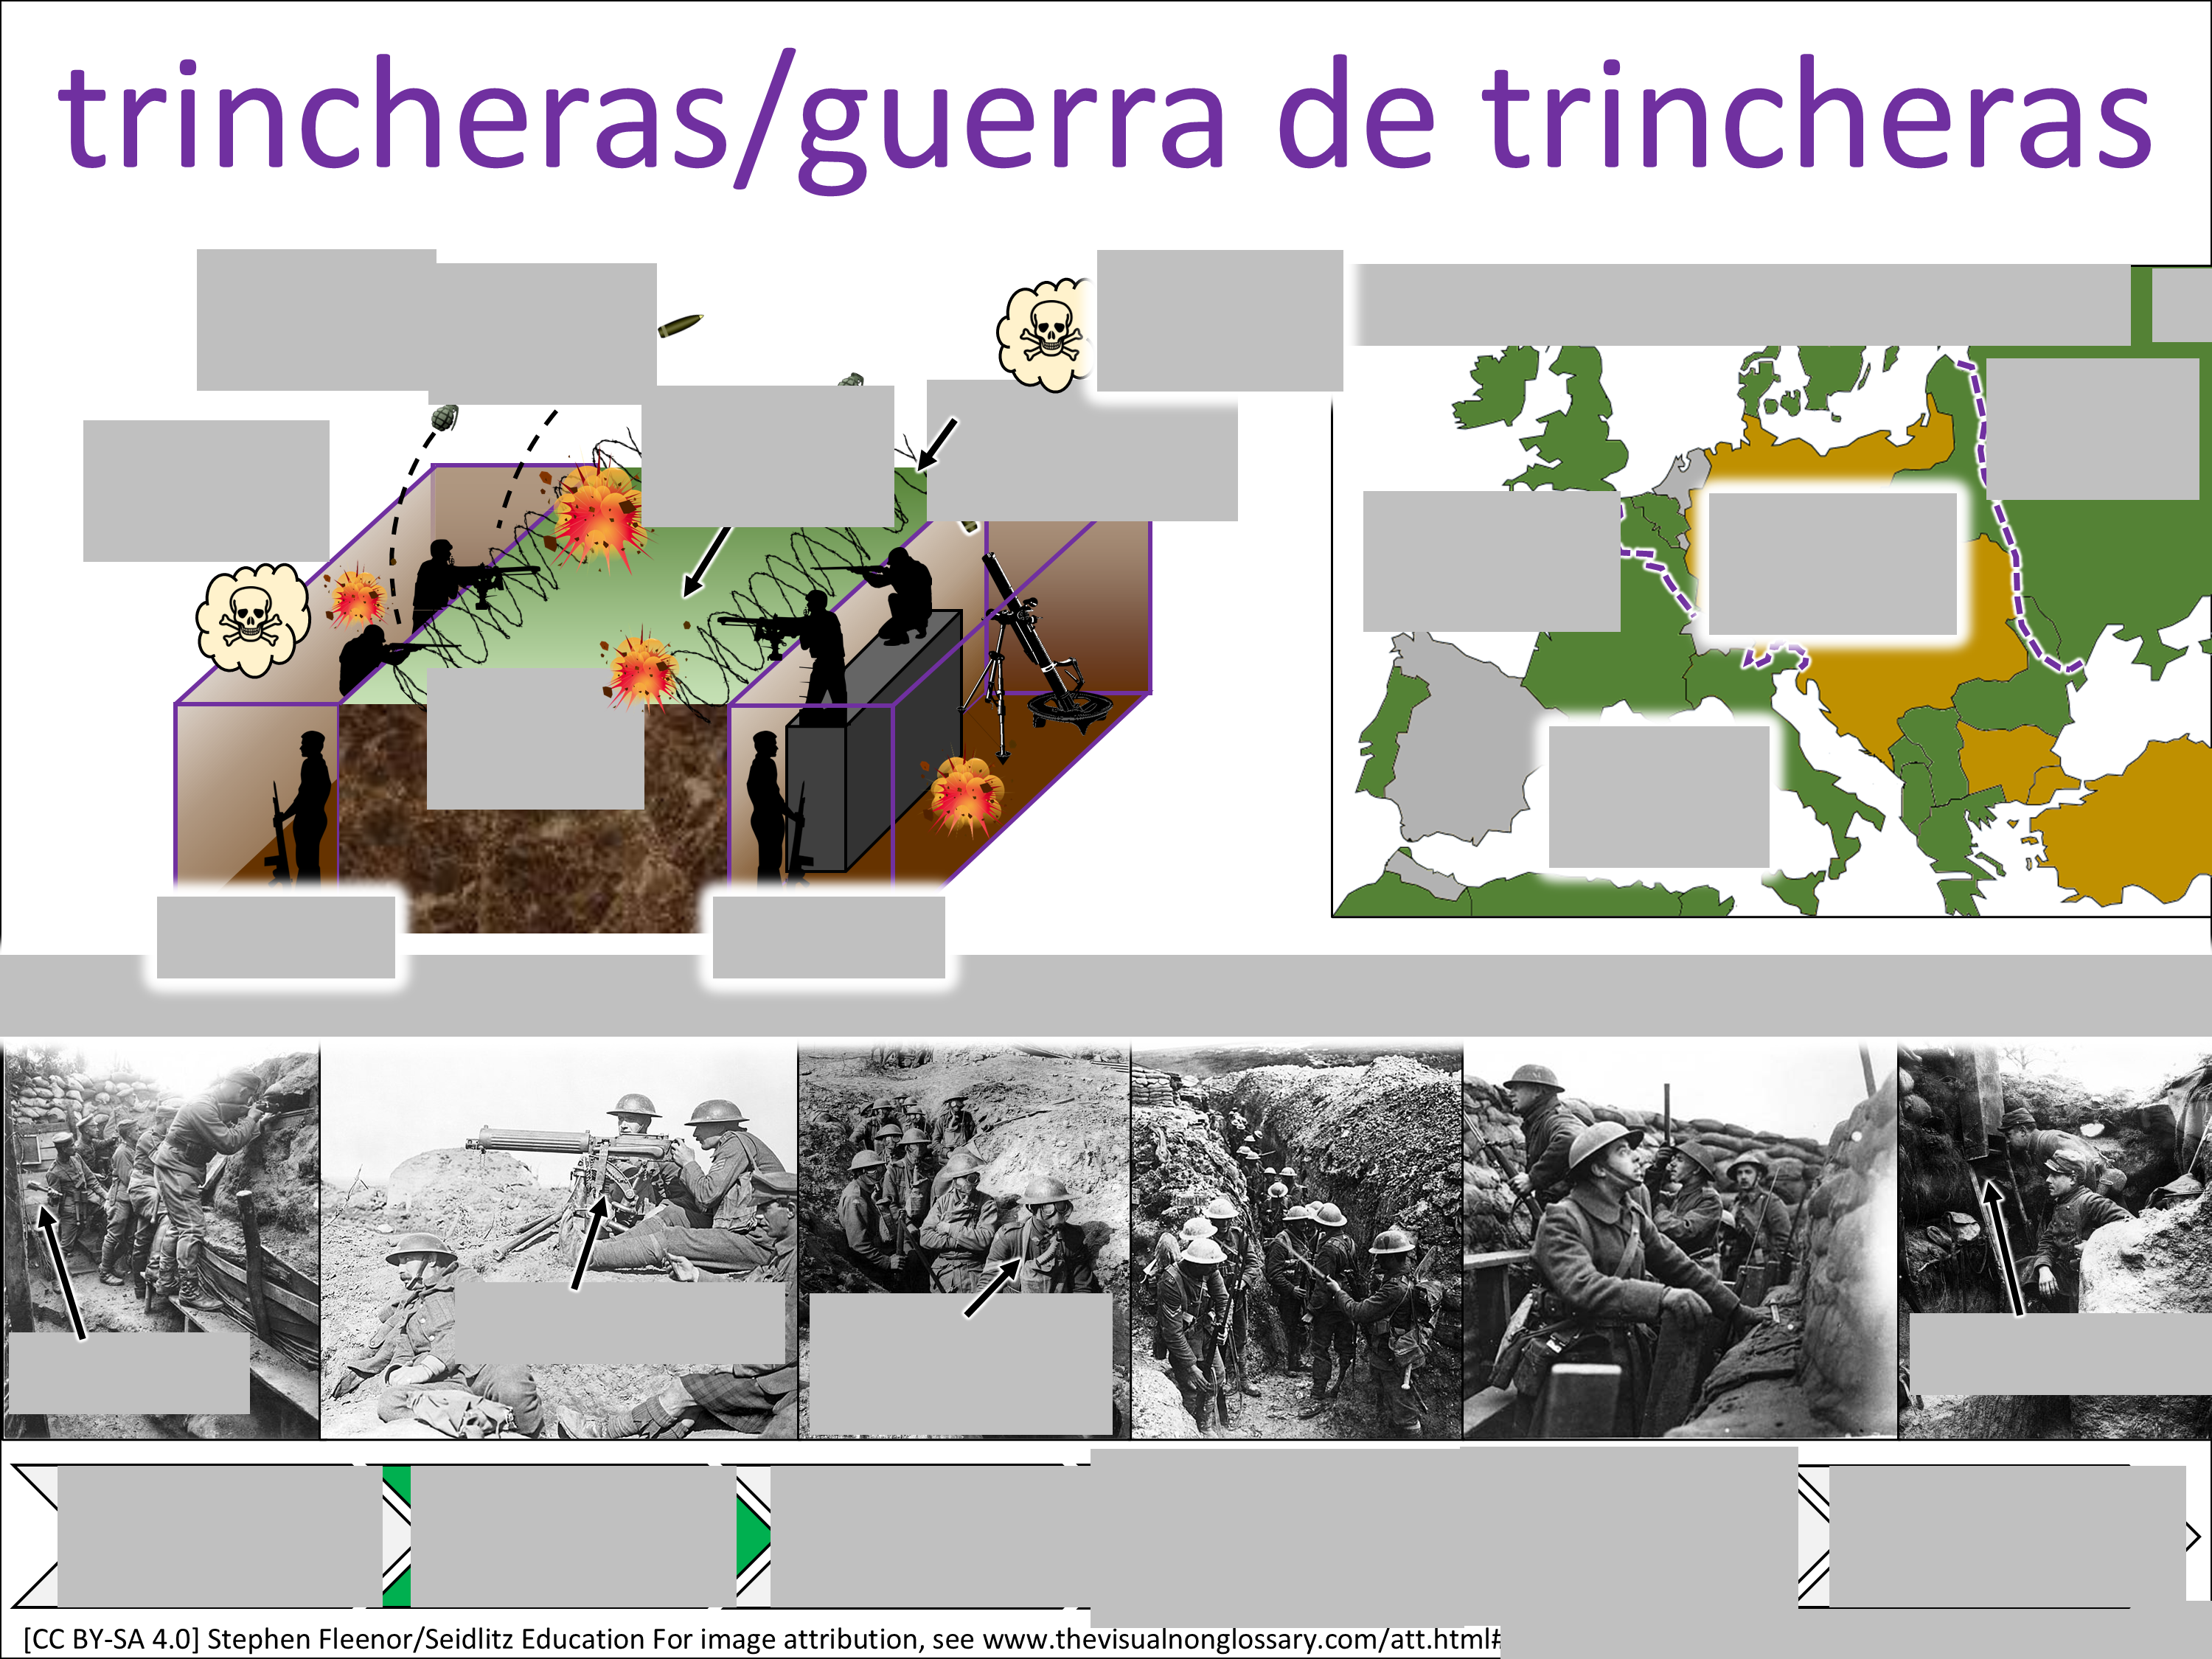 trincheras/guerra de trincheras
[CC BY-SA 4.0] Stephen Fleenor/Seidlitz Education For image attribution, see www.thevisualnonglossary.com/att.html#